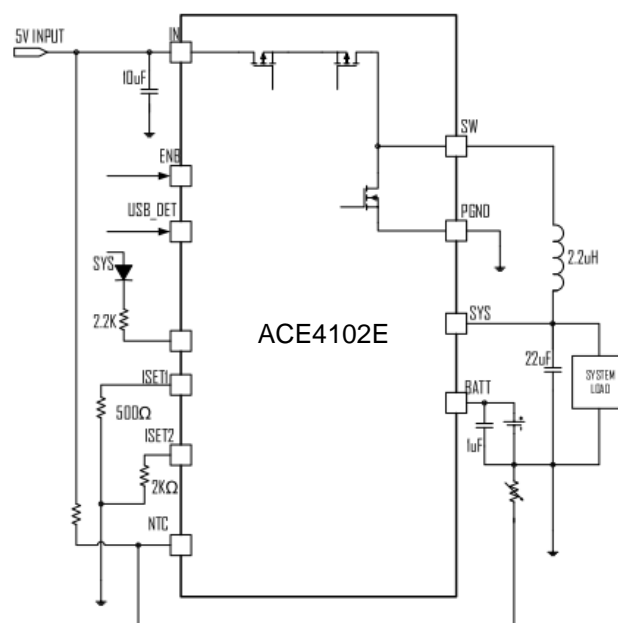 5V INPUT
IN
10uF
ENB
USB_DET
SYS
2.2K
ISET1
500Ω
ISET2
2KΩ
NTC
ACE4102E
SW
PGND
2.2uH
SYS
22uF
SYSTEM
LOAD
BATT
1uF